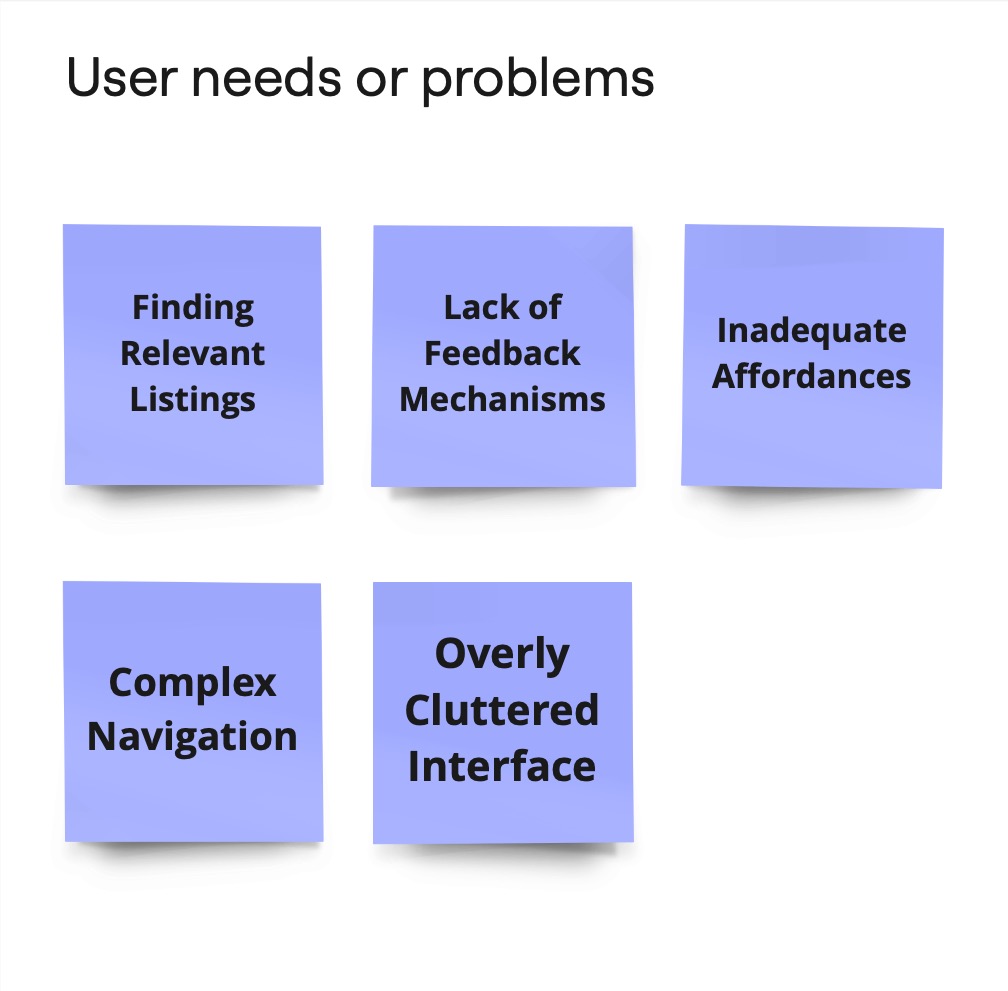 User needs or problems
Finding
Relevant
Listings
Lack of
Feedback
Mechanisms
Inadequate
Affordances
Complex
Navigation
Overly
Cluttered
Interface